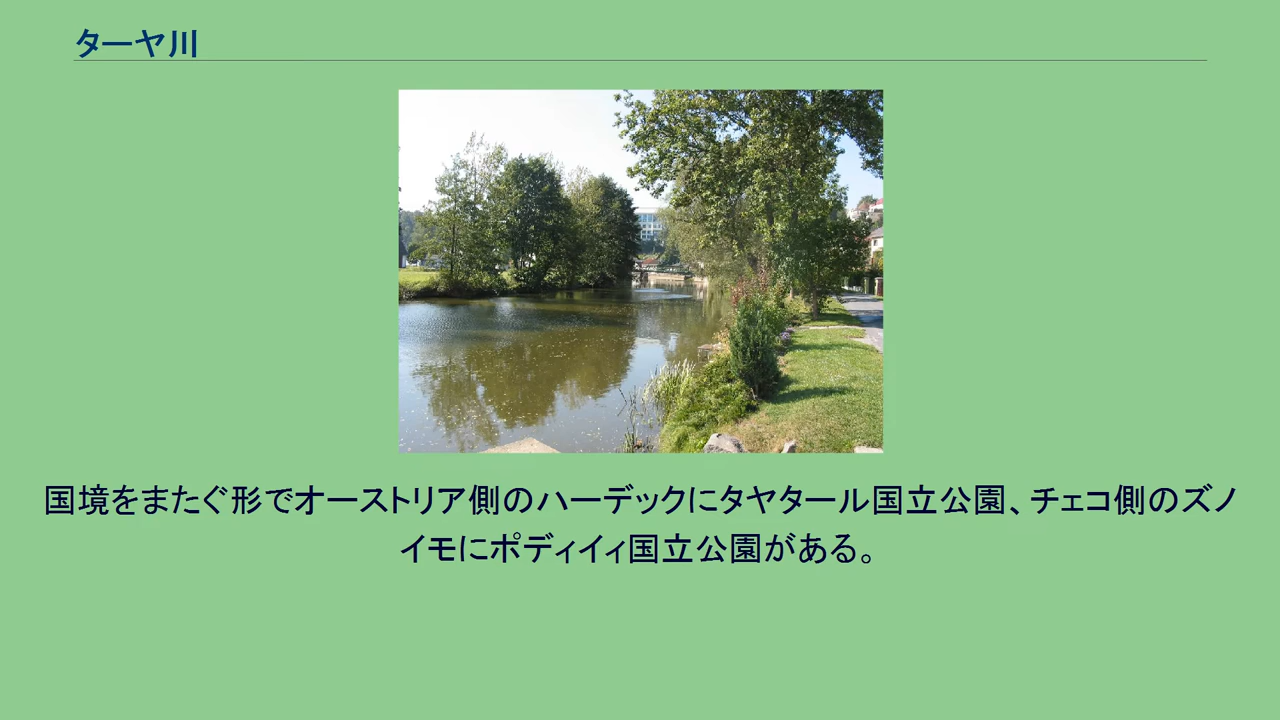 ターヤ川
国境をまたぐ形でオーストリア側のハーデックにタヤタール国立公園、チェコ側のズノ
イモにポディイィ国立公園がある。